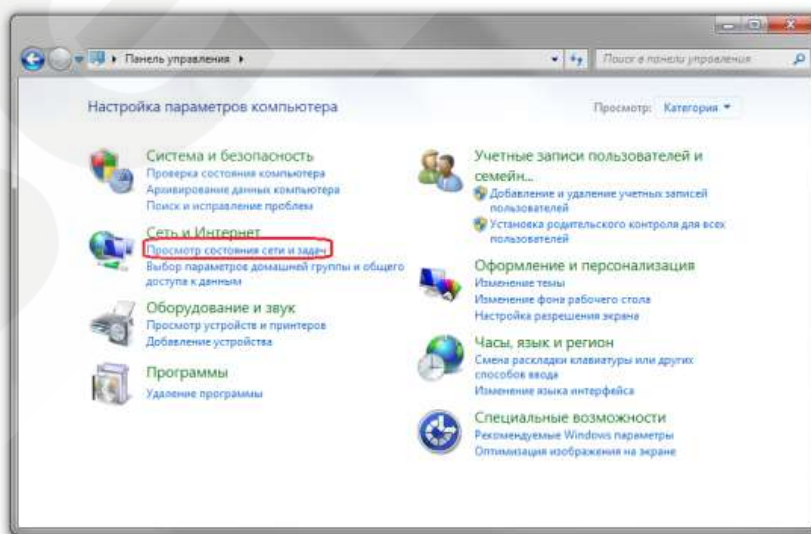 Панель управления
Поиск в панели управления
Настройка параметров компьютера
Просмотр: Категория
Система и безопасность
Проверка состояния компьютера
Архивирование данных компьютера
Поиск и исправление проблем
Сеть и Интернет
Просмотр состояния сети и задач
Выбор параметров домашней группы и общего
доступа к данным
Оборудование и звук
Просмотр устройств и принтеров
Добавление устройства
Программы
Удаление программы
Учетные записи пользователей и
семейн...
Добавление и удаление учетных записей
пользователей
Установка родительского контроля для всех
пользователей
Оформление и персонализация
Изменение темы
Изменение фона рабочего стола
Настройка разрешения экрана
Часы, язык и регион
Смена раскладки клавиатуры или других
способов ввода
Изменение языка интерфейса
Специальные возможности
Рекомендуемые Windows параметры
Оптимизация изображения на экране